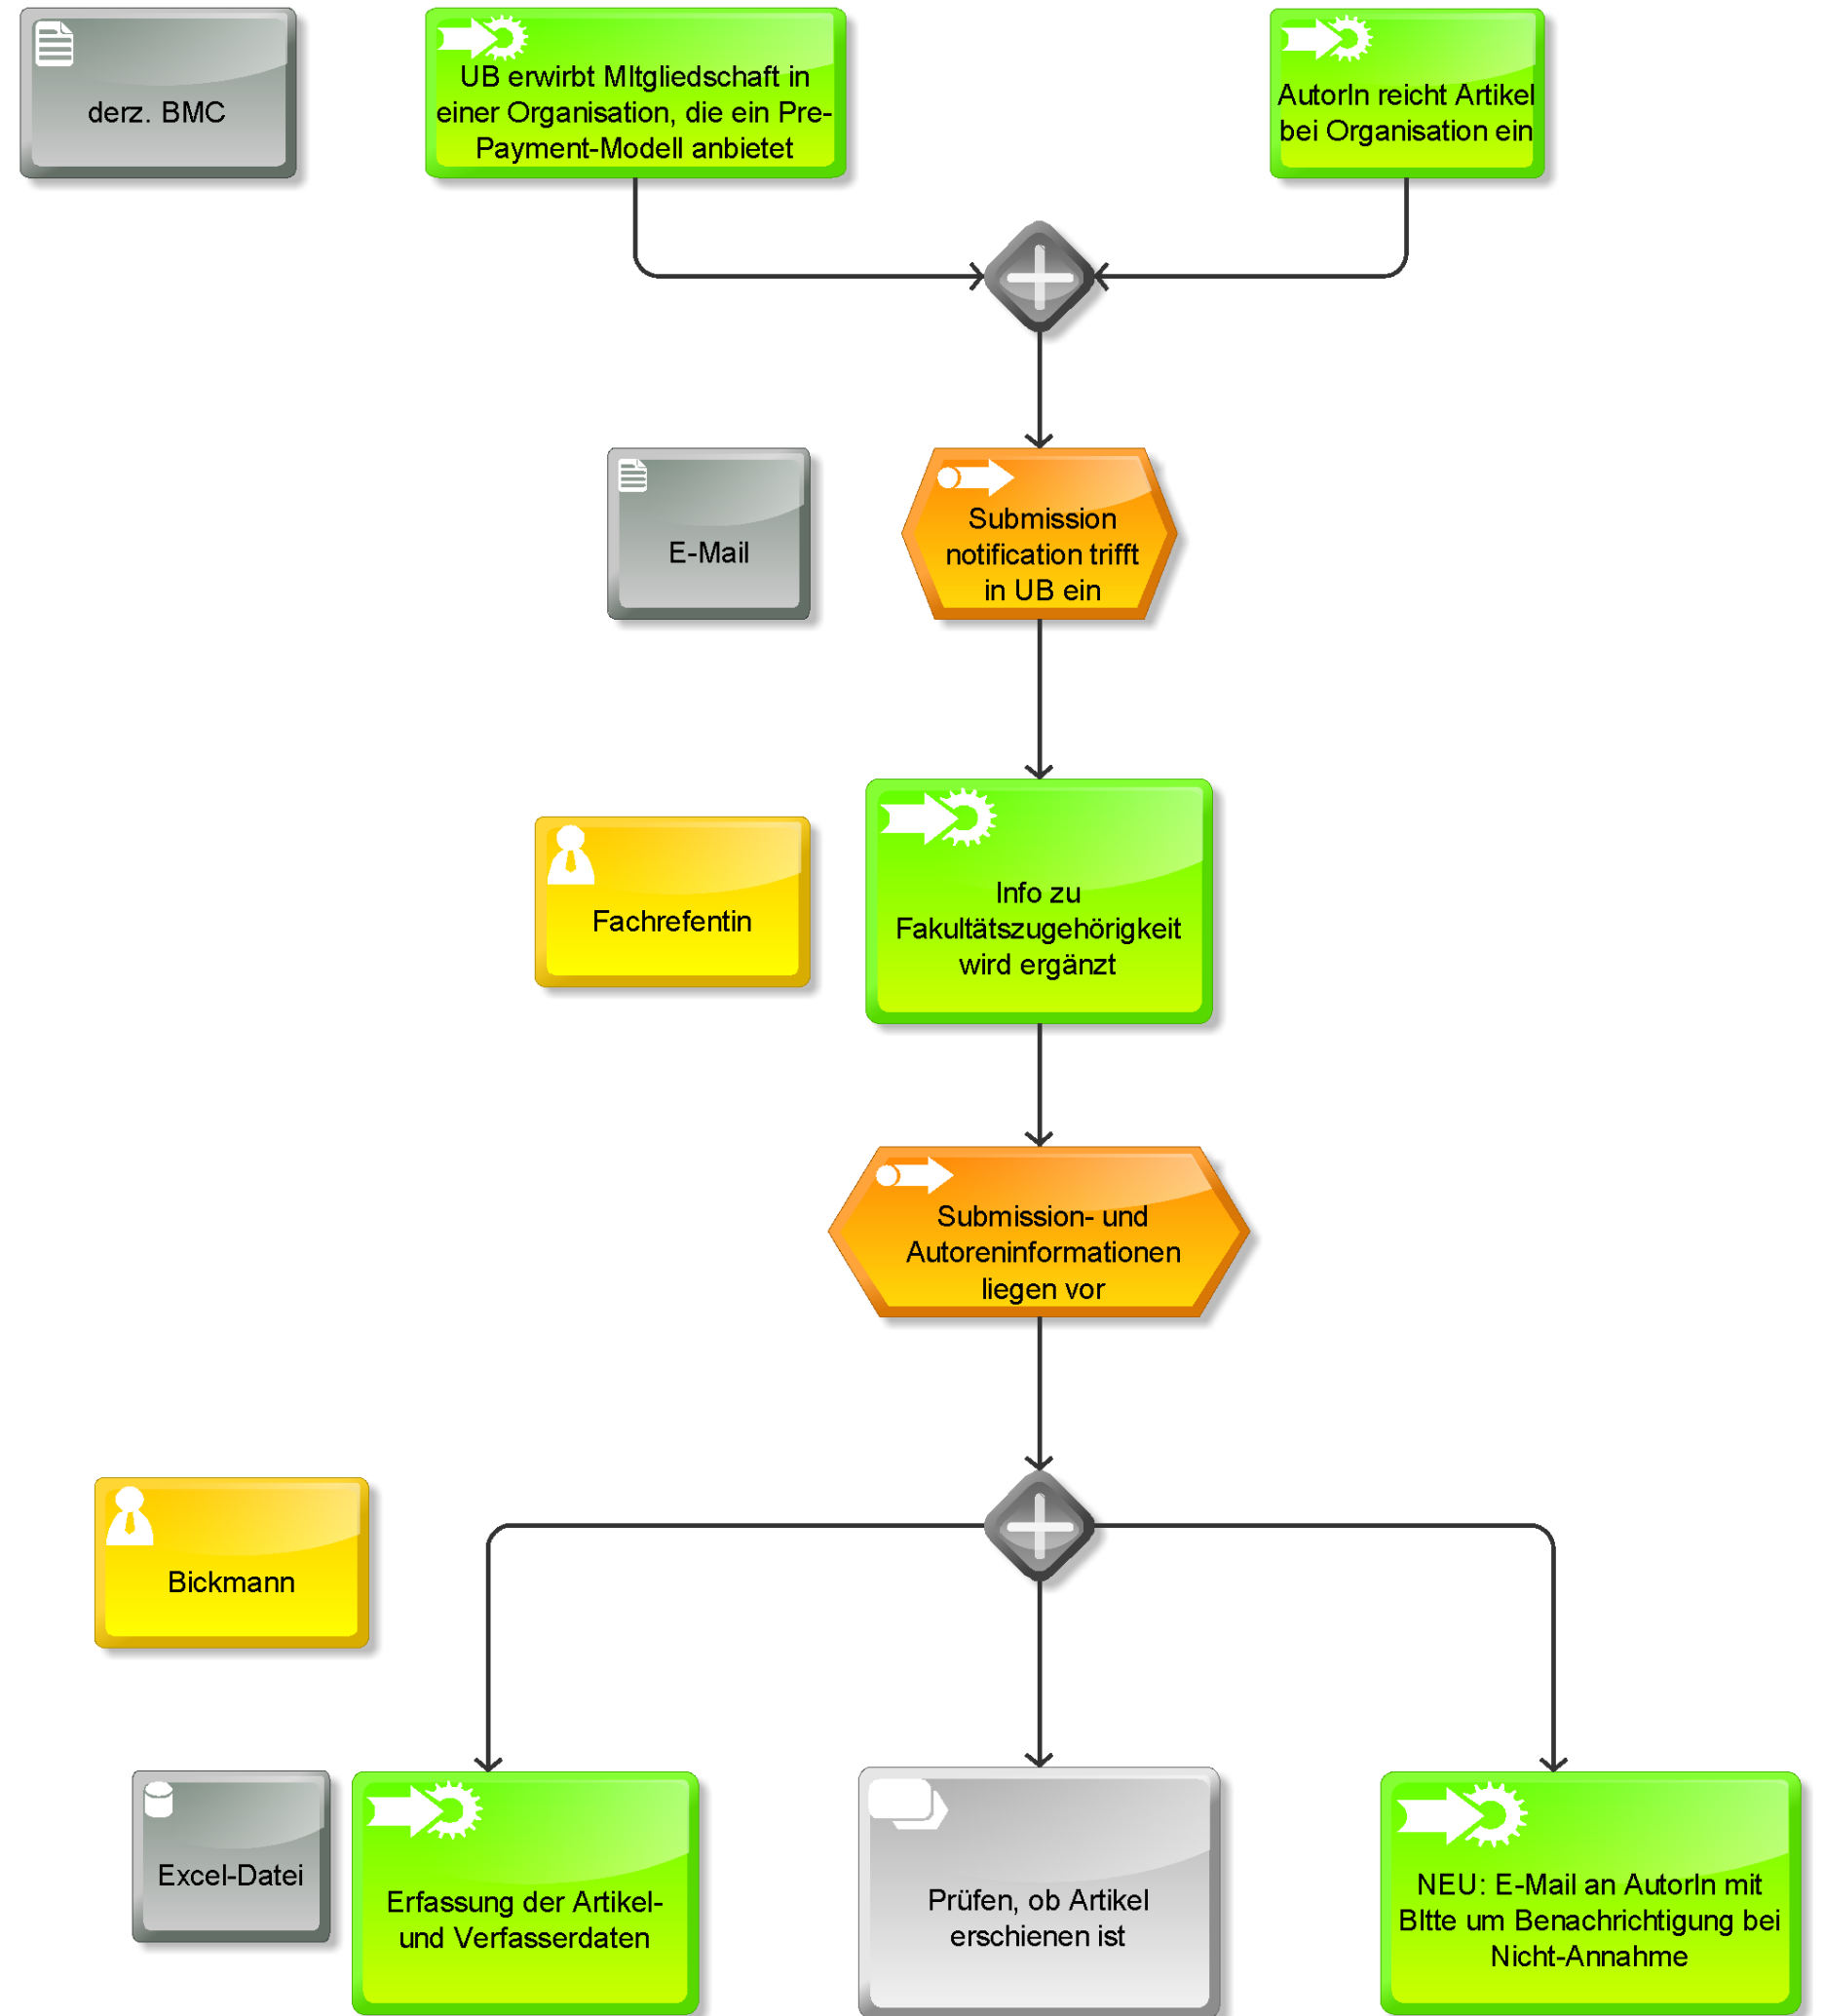 derz. BMC
UB erwirbt MItgliedschaft in
einer Organisation, die ein Pre-
Payment-Modell anbietet
AutorIn reicht Artikel
bei Organisation ein
E-Mail
Submission
notification trifft
in UB ein
Fachrefentin
Info zu
Fakultätszugehörigkeit
wird ergänzt
Submission- und
Autoreninformationen
liegen vor
Bickmann
Excel-Datei
Erfassung der Artikel-
und Verfasserdaten
Prüfen, ob Artikel
erschienen ist
NEU: E-Mail an AutorIn mit
BItte um Benachrichtigung bei
Nicht-Annahme